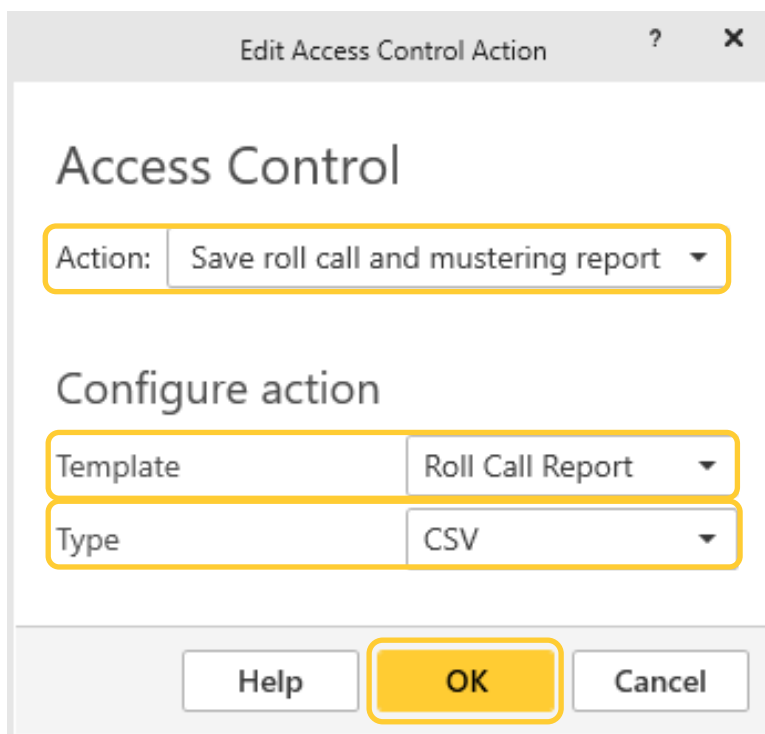 Edit Access Control Action ?
Access Control
Action: Save roll call and mustering report
Configure action
Template Roll Call Report
Type CSV
Help OK Cancel